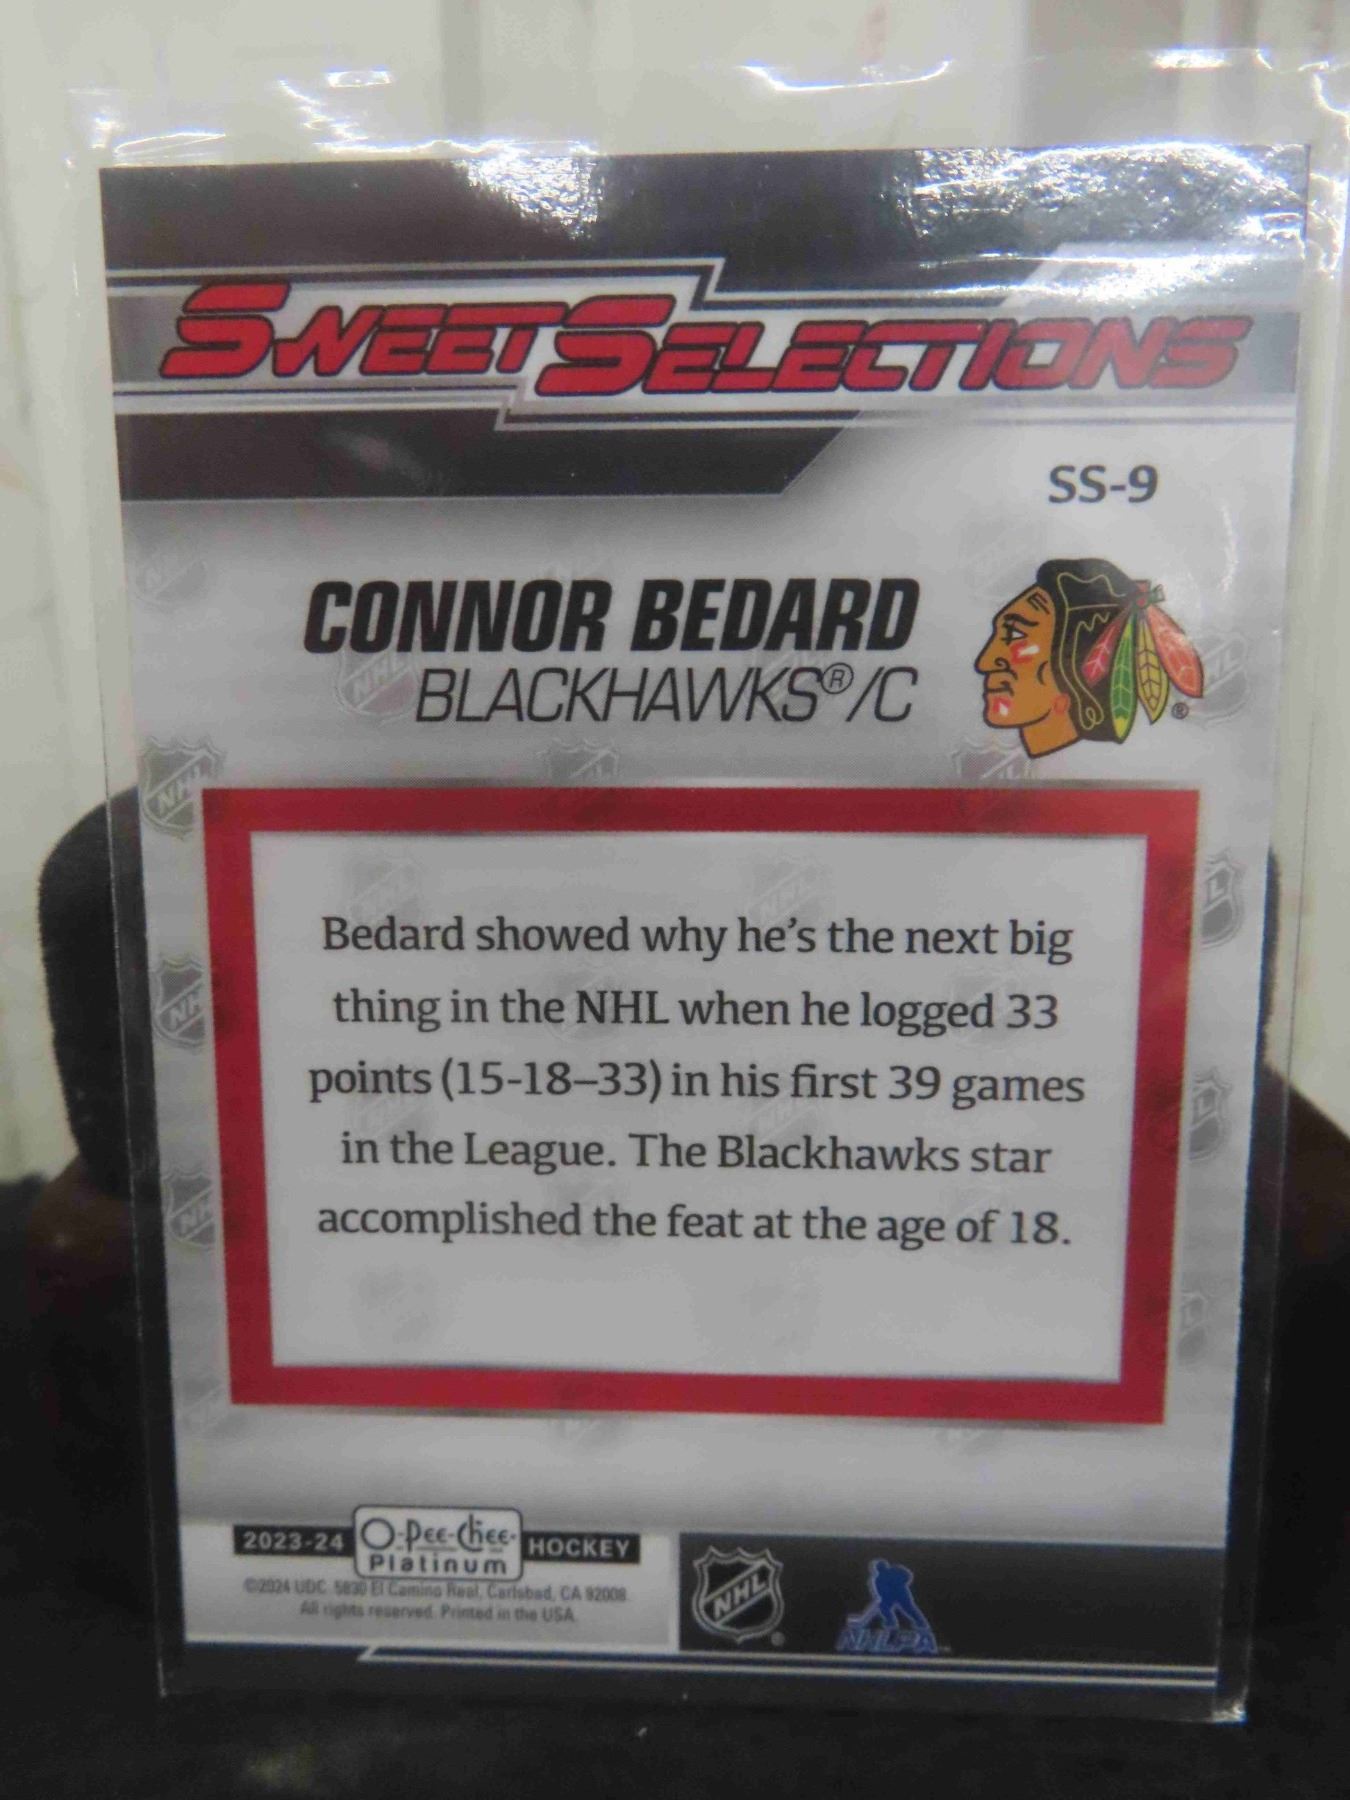 SWEET SELECTIONS
SS-9
CONNOR BEDARD
BLACKHAWKS®/C
Bedard showed why he's the next big
thing in the NHL when he logged 33
points (15-18–33) in his first 39 games
in the League. The Blackhawks star
accomplished the feat at the age of 18.
2023-24 O-Pee-Chee Platinum HOCKEY
©2024 UDC. 5830 El Camino Real, Carlsbad, CA 92008.
All rights reserved. Printed in the USA.
NHL
NHLPA